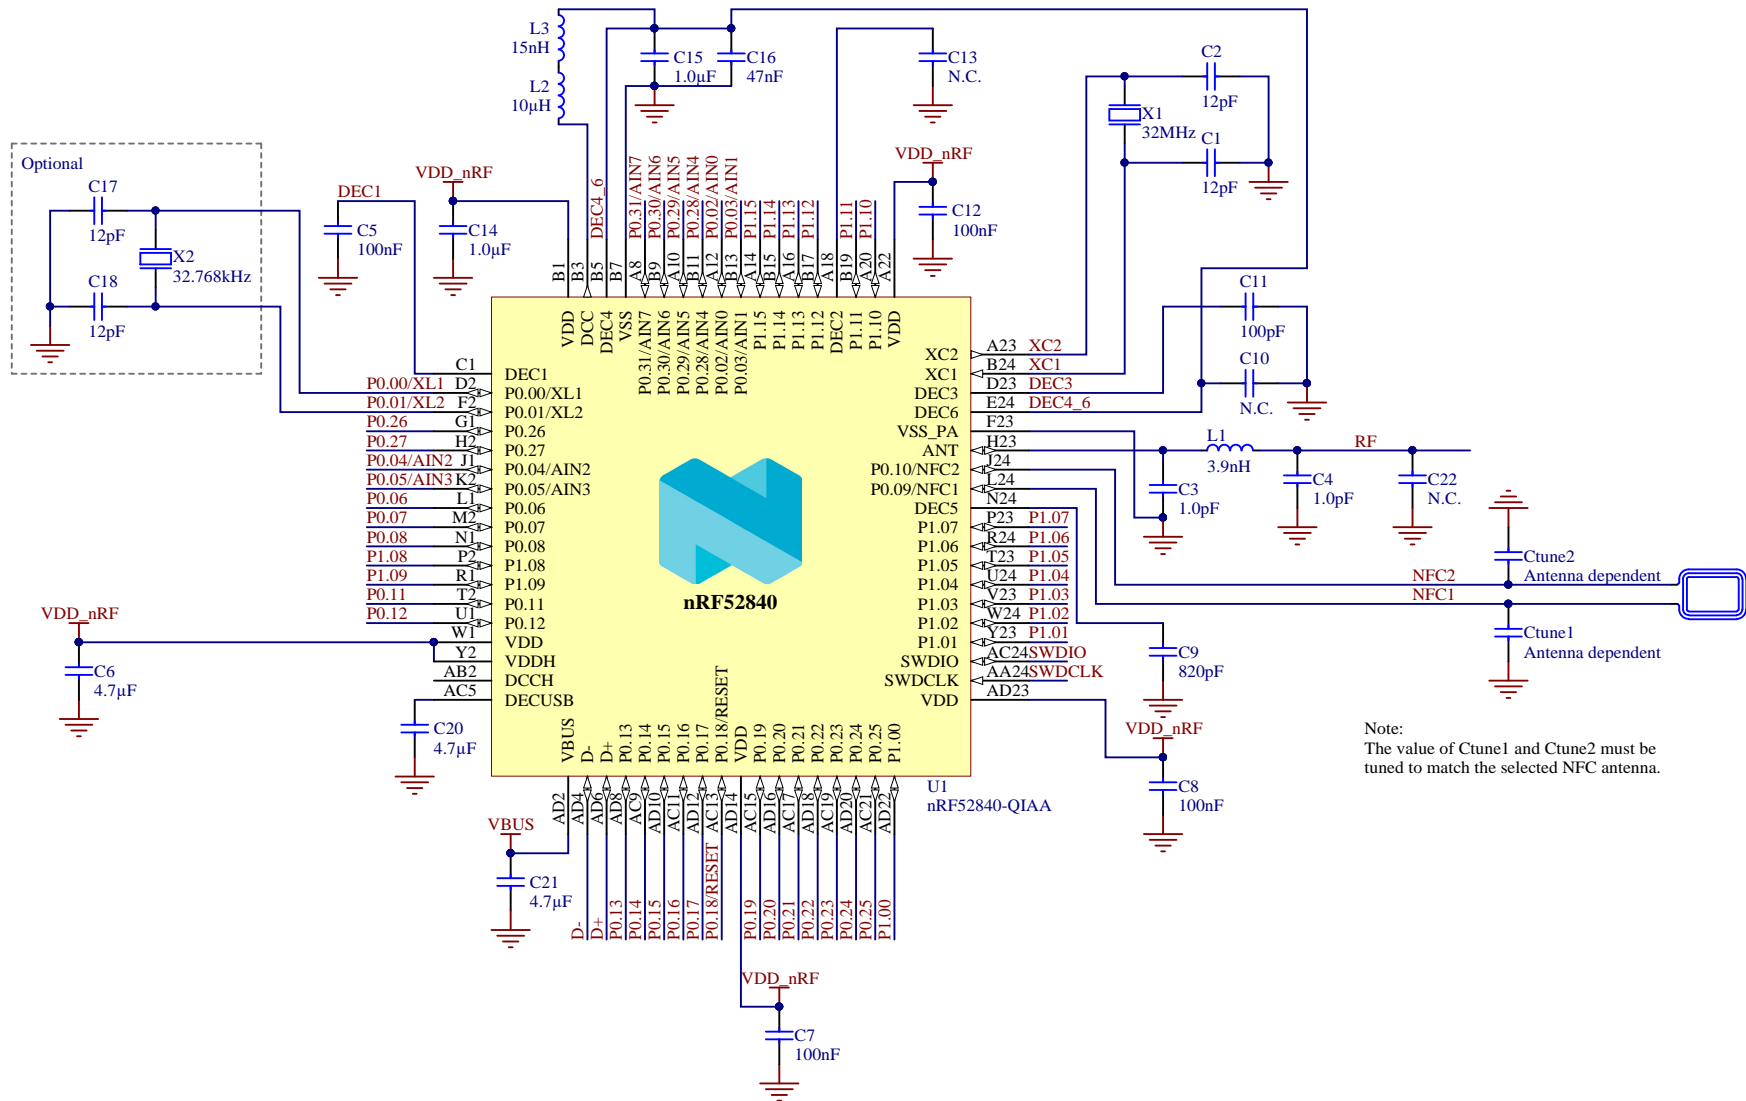 L3
15nH
L2
10µH
C15
1.0µF
C16
47nF
C13
N.C.
C2
12pF
X1
32MHz
C1
12pF
Optional
C17
12pF
X2
32.768kHz
C18
12pF
DEC1
C5
100nF
VDD_nRF
C14
1.0µF
DEC4_6
P0.31/AIN7
P0.30/AIN6
P0.29/AIN5
P0.28/AIN4
P0.02/AIN0
P0.03/AIN1
P1.15
P1.14
P1.13
P1.12
P1.11
P1.10
VDD_nRF
C12
100nF
B1
B3
B5
B7
A8
B9
A10
B11
A12
B13
A14
B15
A16
B17
A18
B19
A20
A22
VDD
DCC
DEC4
VSS
P0.31/AIN7
P0.30/AIN6
P0.29/AIN5
P0.28/AIN4
P0.02/AIN0
P0.03/AIN1
P1.15
P1.14
P1.13
P1.12
DEC2
P1.11
P1.10
VDD
C11
100pF
C10
N.C.
C1 DEC1
P0.00/XL1 D2 P0.00/XL1
P0.01/XL2 F2 P0.01/XL2
P0.26 G1 P0.26
P0.27 H2 P0.27
P0.04/AIN2 J1 P0.04/AIN2
P0.05/AIN3 K2 P0.05/AIN3
P0.06 L1 P0.06
P0.07 M2 P0.07
P0.08 N1 P0.08
P1.08 P2 P1.08
P1.09 R1 P1.09
P0.11 T2 P0.11
P0.12 U1 P0.12
W1 VDD
Y2 VDDH
AB2 DCCH
AC5 DECUSB
XC2 A23 XC2
XC1 B24 XC1
DEC3 D23 DEC3
DEC6 E24 DEC4_6
VSS_PA F23
ANT H23
P0.10/NFC2 J24
P0.09/NFC1 L24
DEC5 N24
P1.07 P23 P1.07
P1.06 R24 P1.06
P1.05 T23 P1.05
P1.04 U24 P1.04
P1.03 V23 P1.03
P1.02 W24 P1.02
P1.01 Y23 P1.01
SWDIO AC24 SWDIO
SWDCLK AA24 SWDCLK
VDD AD23
nRF52840
L1
3.9nH
RF
C3
1.0pF
C4
1.0pF
C22
N.C.
Ctune2
Antenna dependent
NFC2
NFC1
Ctune1
Antenna dependent
C9
820pF
VDD_nRF
C8
100nF
Note:
The value of Ctune1 and Ctune2 must be
tuned to match the selected NFC antenna.
VDD_nRF
C6
4.7µF
C20
4.7µF
VBUS
D-
D+
P0.13
P0.14
P0.15
P0.16
P0.17
P0.18/RESET
VDD
P0.19
P0.20
P0.21
P0.22
P0.23
P0.24
P0.25
P1.00
U1
nRF52840-QIAA
AD2
AD4
AD6
AD8
AC9
AD10
AC11
AD12
AC13
AD14
AC15
AD16
AC17
AD18
AC19
AD20
AC21
AD22
VBUS
C21
4.7µF
D-
D+
P0.13
P0.14
P0.15
P0.16
P0.17
P0.18/RESET
P0.19
P0.20
P0.21
P0.22
P0.23
P0.24
P0.25
P1.00
VDD_nRF
C7
100nF